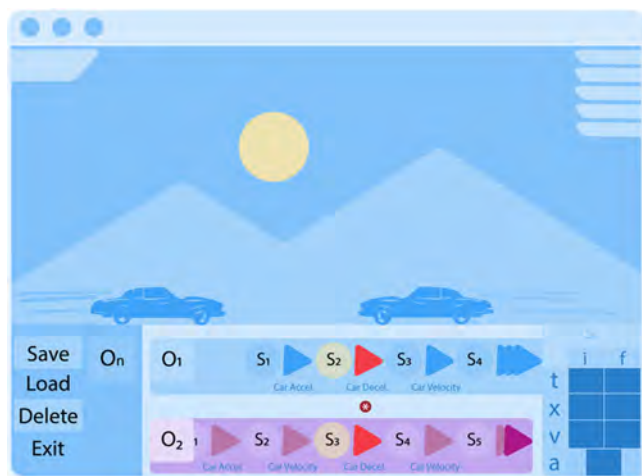 Save
Load
Delete
Exit
On
O1
S1
S2
S3
S4
Car Accel.
Car Decel.
Car Velocity
O2
1
S2
S3
S4
S5
Car Accel.
Car Velocity
Car Decel.
Car Velocity
i f
t
x
v
a